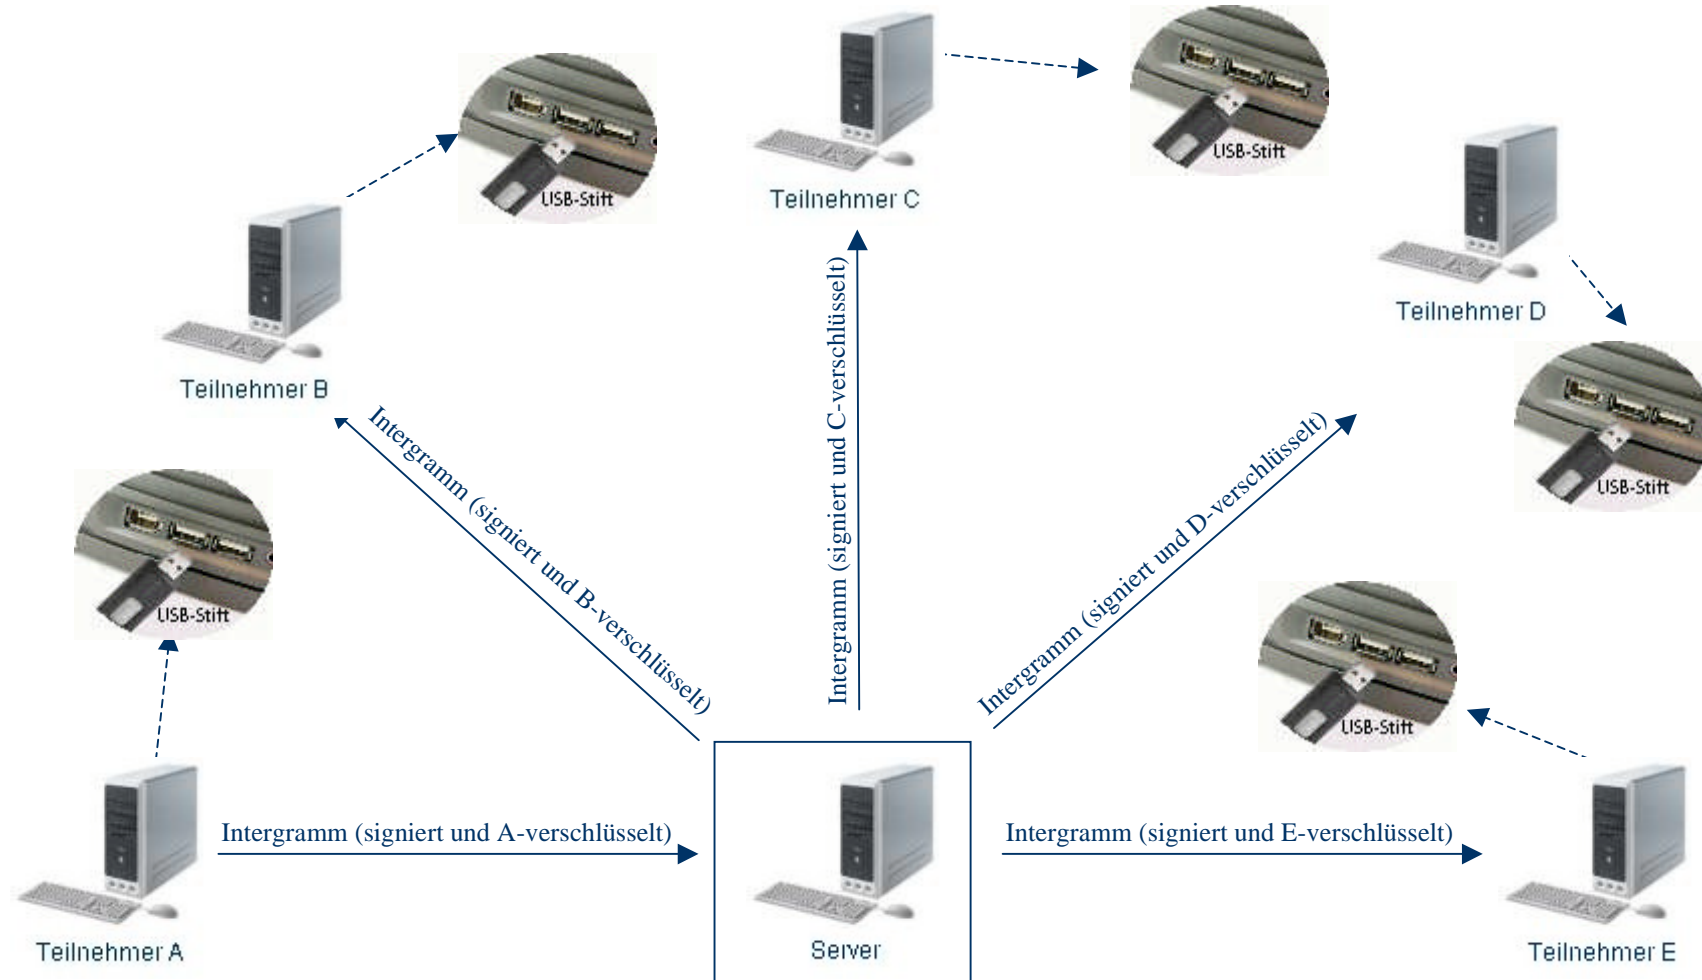 USB-Stift
Teilnehmer C
USB-Stift
USB-Stift
Teilnehmer B
Teilnehmer D
USB-Stift
Intergramm (signiert und B-verschlüsselt)
Intergramm (signiert und C-verschlüsselt)
Intergramm (signiert und D-verschlüsselt)
USB-Stift
Intergramm (signiert und A-verschlüsselt)
Intergramm (signiert und E-verschlüsselt)
Teilnehmer A
Server
Teilnehmer E